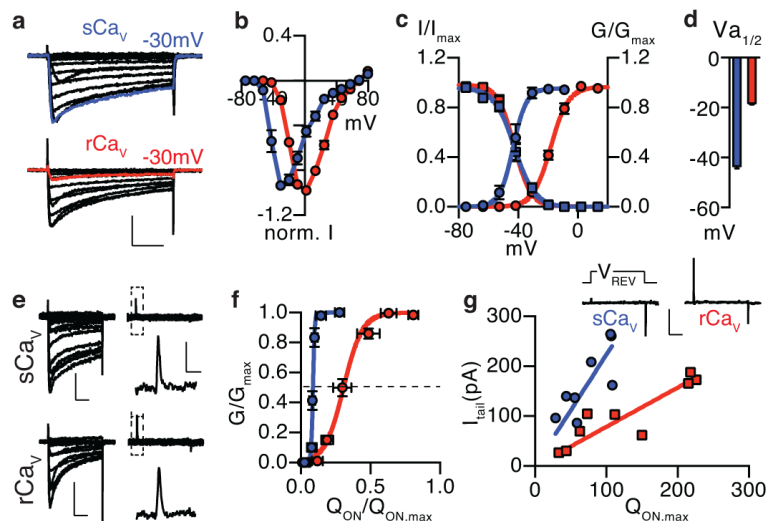 a
sCaV
-30mV
rCaV
-30mV
b
0.4
-80 -40 40 80
mV
-1.2
norm. I
c
I/Imax
G/Gmax
1.2 1.2
0.8 0.8
0.4 0.4
0.0 0.0
-80 -40 0
mV
d
Va1/2
0
-20
-40
-60
mV
e
sCaV
rCaV
f
G/Gmax
1.0
0.8
0.6
0.4
0.2
0.0
0.0 0.5 1.0
QON/QON.max
g
VREV
sCaV
rCaV
Itail(pA)
300
200
100
0
0 100 200 300
QON.max